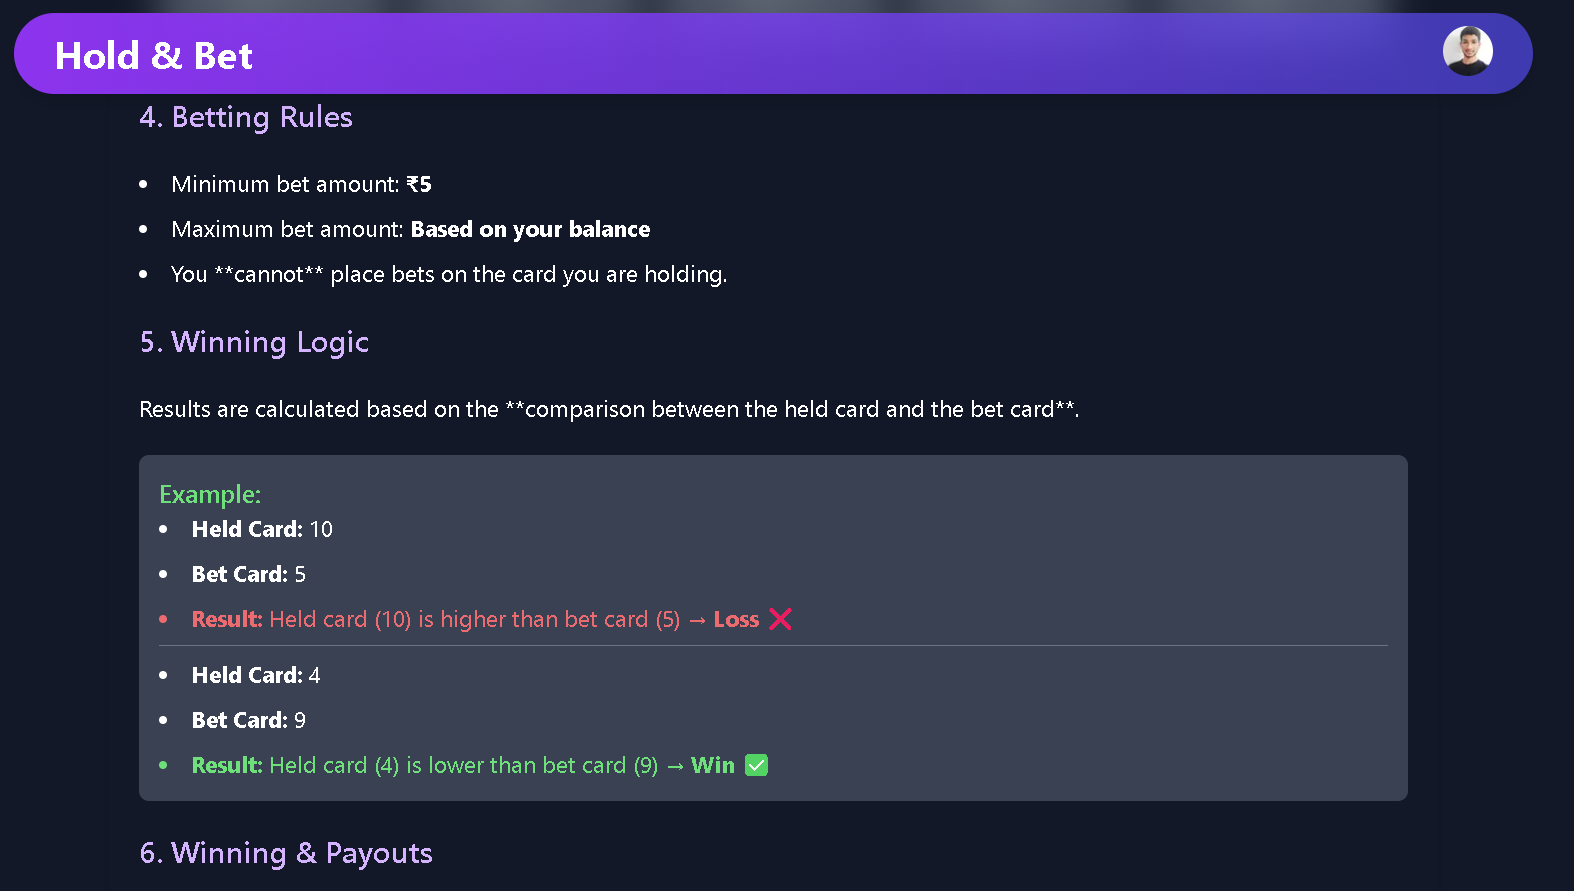 Hold & Bet
4. Betting Rules
• Minimum bet amount: ₹5
• Maximum bet amount: Based on your balance
• You **cannot** place bets on the card you are holding.
5. Winning Logic
Results are calculated based on the **comparison between the held card and the bet card**.
Example:
• Held Card: 10
• Bet Card: 5
• Result: Held card (10) is higher than bet card (5) → Loss ❌
• Held Card: 4
• Bet Card: 9
• Result: Held card (4) is lower than bet card (9) → Win ✅
6. Winning & Payouts